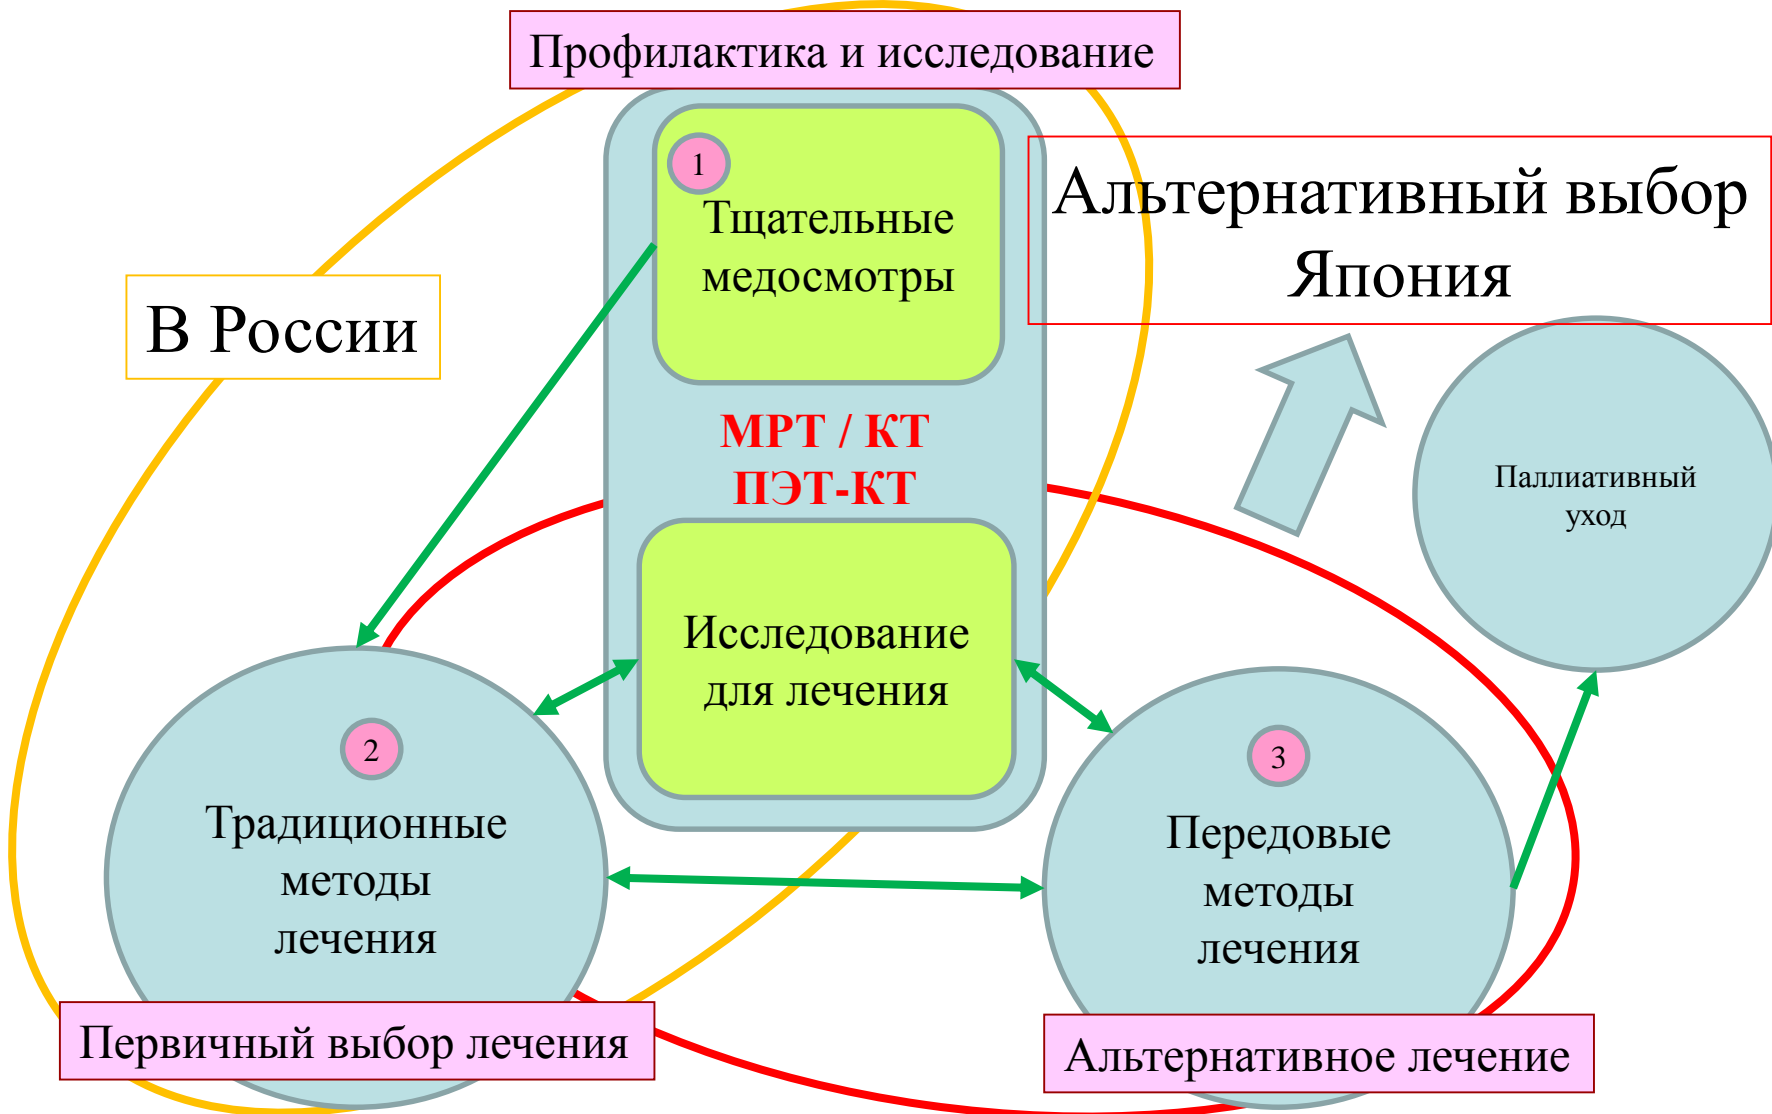 Профилактика и исследование
1
Тщательные
медосмотры
Альтернативный выбор
Япония
В России
МРТ / КТ
ПЭТ-КТ
Паллиативный
уход
Исследование
для лечения
2
Традиционные
методы
лечения
3
Передовые
методы
лечения
Первичный выбор лечения
Альтернативное лечение